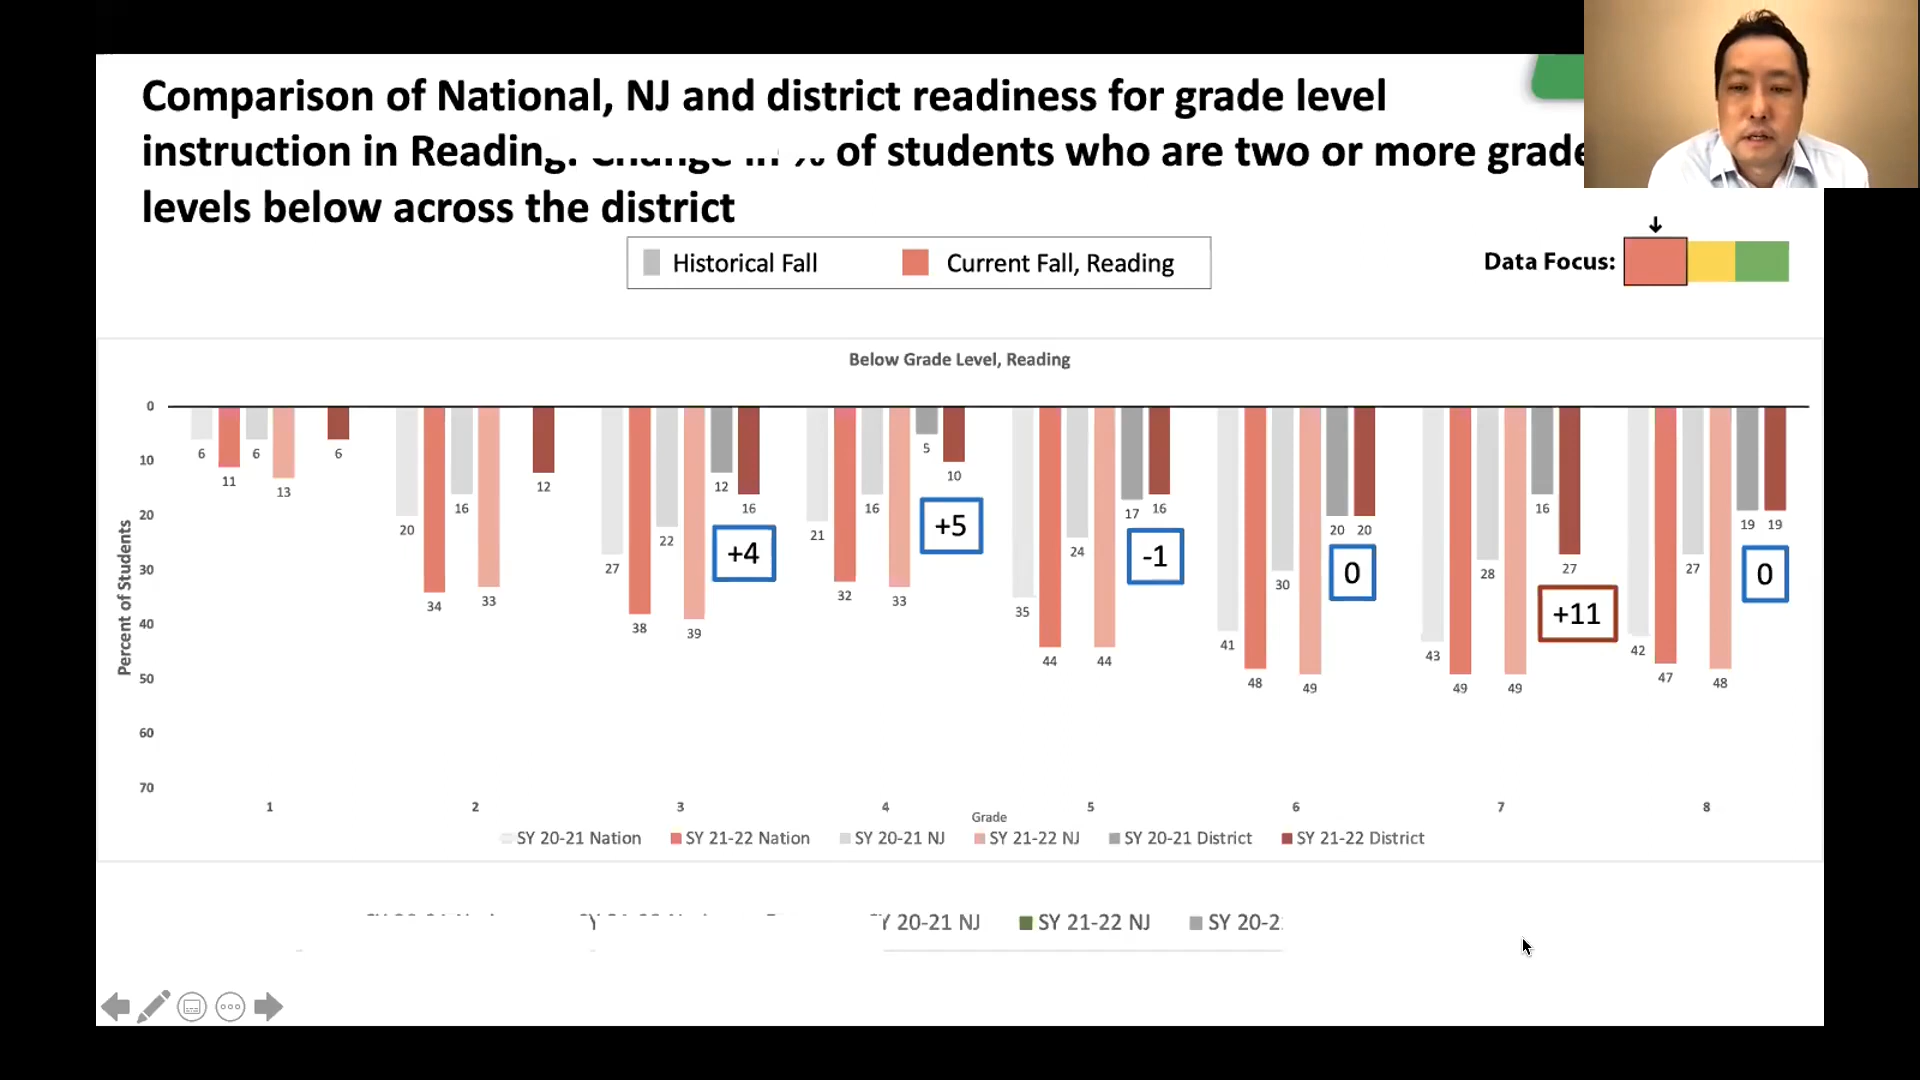 Comparison of National, NJ and district readiness for grade level
instruction in Reading. Change in % of students who are two or more grade
levels below across the district
Historical Fall Current Fall, Reading
Data Focus:
Below Grade Level, Reading
Percent of Students
0
10
20
30
40
50
60
70
6 11 6 13 6
20 34 16 33 12
27 38 22 39 12 16
+4
21 32 16 33 5 10
+5
35 44 24 44 17 16
-1
41 48 30 49 20 20
0
43 49 28 49 16 27
+11
42 47 27 48 19 19
0
1 2 3 4 5 6 7 8
Grade
SY 20-21 Nation SY 21-22 Nation SY 20-21 NJ SY 21-22 NJ SY 20-21 District SY 21-22 District
Y 20-21 NJ SY 21-22 NJ SY 20-2